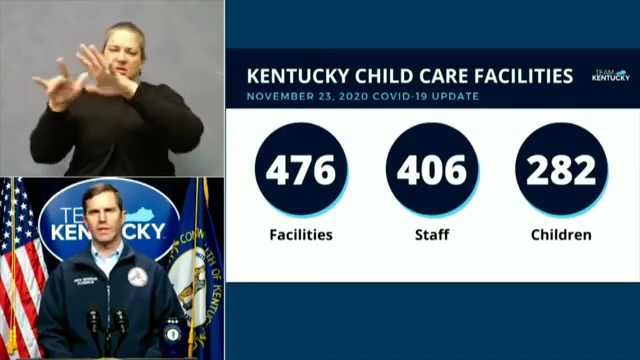 KENTUCKY CHILD CARE FACILITIES
TEAM
KENTUCKY
NOVEMBER 23, 2020 COVID-19 UPDATE
476
406
282
Facilities
Staff
Children
TEAM
KENTUCKY